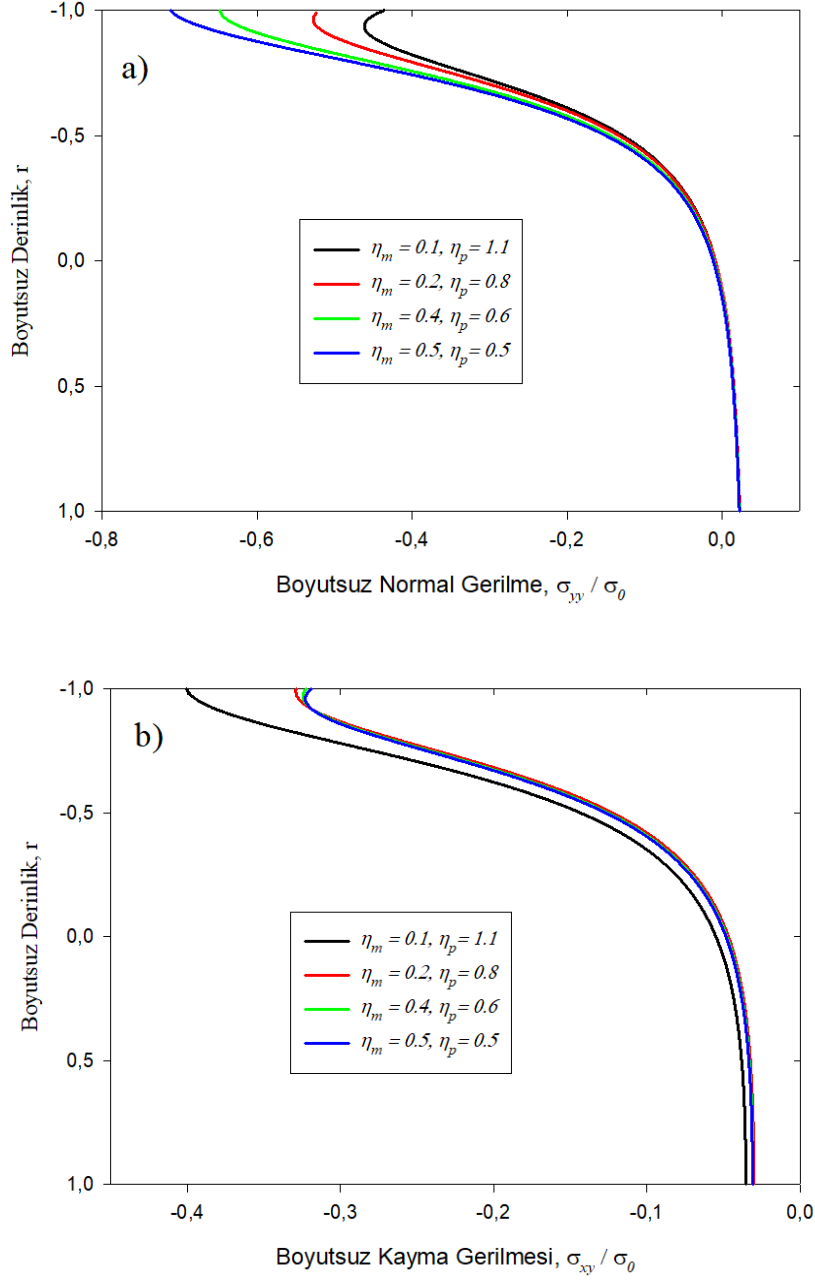 -1,0
a)
-0,5
Boyutsuz Derinlik, r
0,0
0,5
1,0
η_m = 0.1, η_p = 1.1
η_m = 0.2, η_p = 0.8
η_m = 0.4, η_p = 0.6
η_m = 0.5, η_p = 0.5
-0,8 -0,6 -0,4 -0,2 0,0
Boyutsuz Normal Gerilme, σ_yy / σ_0
-1,0
b)
-0,5
Boyutsuz Derinlik, r
0,0
0,5
1,0
η_m = 0.1, η_p = 1.1
η_m = 0.2, η_p = 0.8
η_m = 0.4, η_p = 0.6
η_m = 0.5, η_p = 0.5
-0,4 -0,3 -0,2 -0,1 0,0
Boyutsuz Kayma Gerilmesi, σ_xy / σ_0